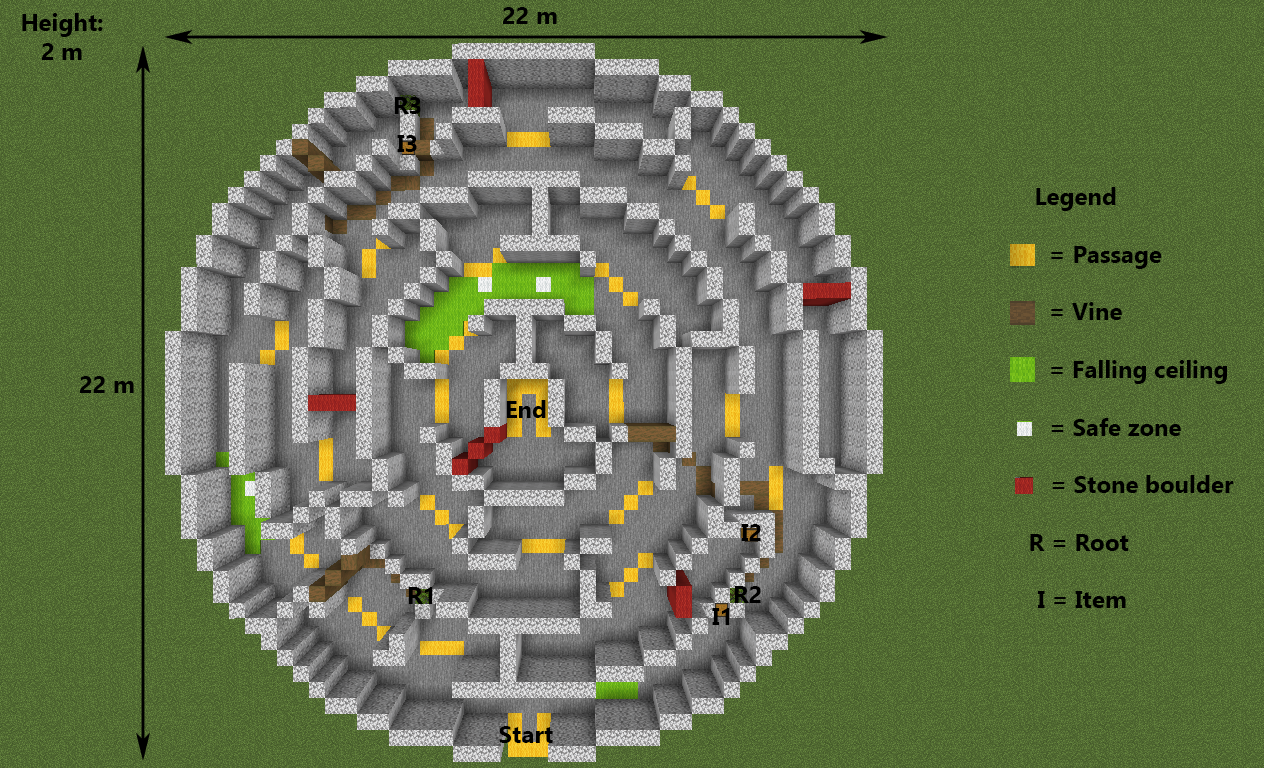 Height:
2 m
22 m
22 m
R3
I3
End
I2
R1
R2
I1
Start
Legend
= Passage
= Vine
= Falling ceiling
= Safe zone
= Stone boulder
R = Root
I = Item